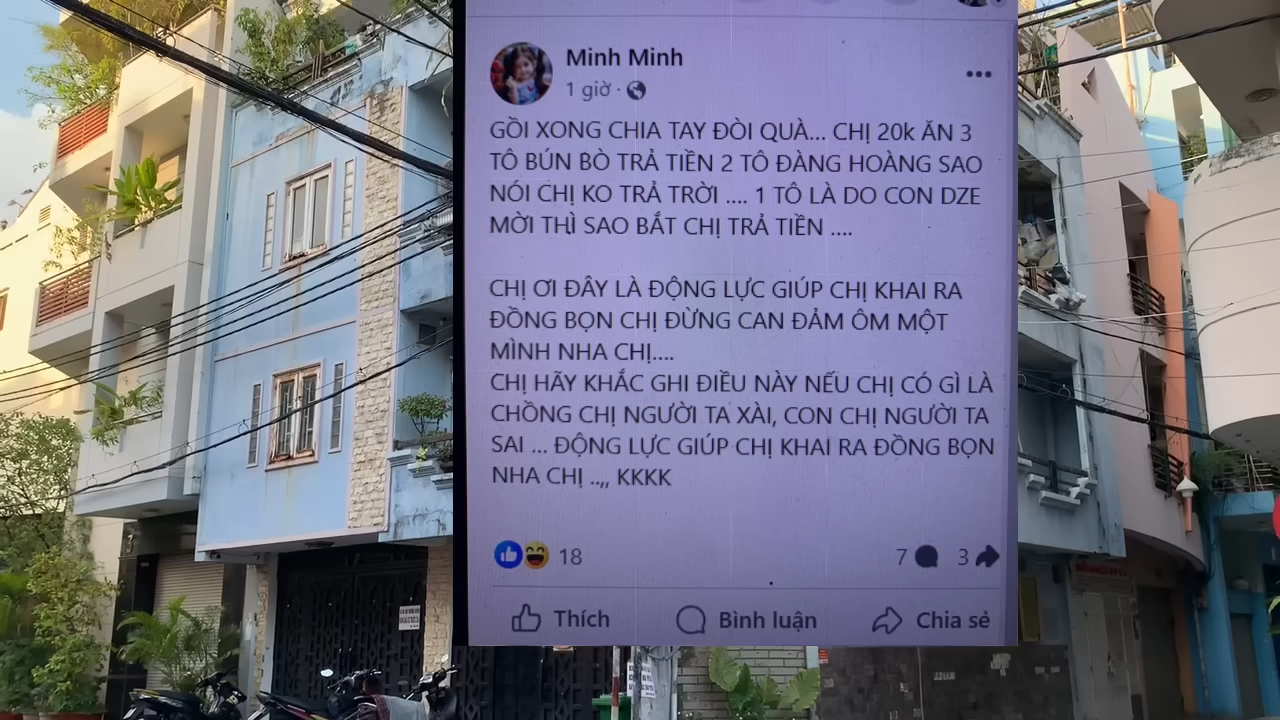 Minh Minh
1 giờ
GỒI XONG CHIA TAY ĐÒI QUÀ... CHỊ 20k ĂN 3
TÔ BÚN BÒ TRẢ TIỀN 2 TÔ ĐÀNG HOÀNG SAO
NÓI CHỊ KO TRẢ TRỜI .... 1 TÔ LÀ DO CON DZE
MỜI THÌ SAO BẮT CHỊ TRẢ TIỀN ....
CHỊ ƠI ĐÂY LÀ ĐỘNG LỰC GIÚP CHỊ KHAI RA
ĐỒNG BỌN CHỊ ĐỪNG CAN ĐẢM ÔM MỘT
MÌNH NHA CHỊ....
CHỊ HÃY KHẮC GHI ĐIỀU NÀY NẾU CHỊ CÓ GÌ LÀ
CHỒNG CHỊ NGƯỜI TA XÀI, CON CHỊ NGƯỜI TA
SAI ... ĐỘNG LỰC GIÚP CHỊ KHAI RA ĐỒNG BỌN
NHA CHỊ ..,, KKKK
18
7
3
Thích
Bình luận
Chia sẻ